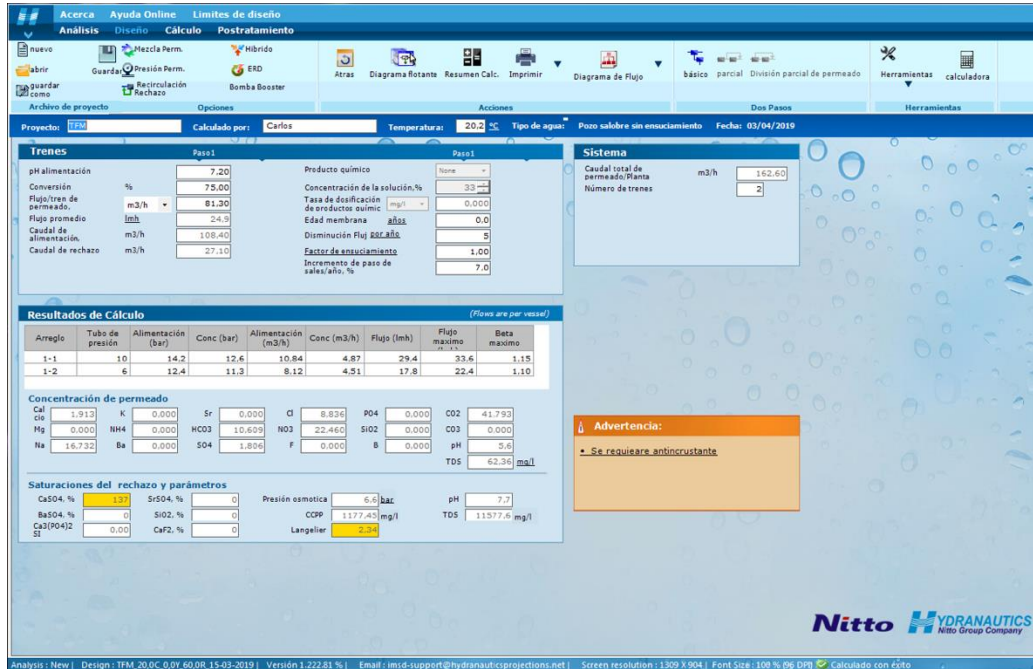 Acerca Ayuda Online Limites de diseño
Análisis Diseño Cálculo Postratamiento
nuevo Guardar Mezcla Perm. Hibrido Atras Diagrama flotante Resumen Calc. Imprimir Diagrama de Flujo básico parcial División parcial de permeado Herramientas calculadora
abrir Presión Perm. ERD
guardar como Recirculación Rechazo Bomba Booster
Archivo de proyecto Opciones Acciones Dos Pasos Herramientas
Proyecto: TFM Calculado por: Carlos Temperatura: 20,2 ºC Tipo de agua: Pozo salobre sin ensuciamiento Fecha: 03/04/2019
Trenes Paso1 Paso1
pH alimentación 7.20 Producto químico None
Conversión % 75.00 Concentración de la solución,% 33
Flujo/tren de permeado, m3/h 81,30 Tasa de dosificación de productos químic mg/l 0,000
Flujo promedio lmh 24,9 Edad membrana años 0.0
Caudal de alimentación, m3/h 108,40 Disminución Fluj por año 5
Caudal de rechazo m3/h 27,10 Factor de ensuciamiento 1,00
Incremento de paso de sales/año, % 7.0
Sistema
Caudal total de permeado/Planta m3/h 162.60
Número de trenes 2
Resultados de Cálculo (Flows are per vessel)
Arreglo Tubo de presión Alimentación (bar) Conc (bar) Alimentación (m3/h) Conc (m3/h) Flujo (lmh) Flujo maximo Beta maximo
1-1 10 14.2 12.6 10.84 4.87 29.4 33.6 1.15
1-2 6 12.4 11.3 8.12 4.51 17.8 22.4 1.10
Concentración de permeado
Calcio 1.913 K 0.000 Sr 0.000 Cl 8.836 PO4 0.000 CO2 41.793
Mg 0.000 NH4 0.000 HCO3 10.609 NO3 22.460 SiO2 0.000 CO3 0.000
Na 16.732 Ba 0.000 SO4 1.806 F 0.000 B 0.000 pH 5.6
TDS 62.36 mg/l
Saturaciones del rechazo y parámetros
CaSO4, % 137 SrSO4, % 0 Presión osmotica 6.6 bar pH 7,7
BaSO4, % 0 SiO2, % 0 CCPP 1177,45 mg/l TDS 11577,6 mg/l
Ca3(PO4)2 SI 0,00 CaF2, % 0 Langelier 2,34
Advertencia:
• Se requieare antincrustante
Nitto HYDRANAUTICS
Nitto Group Company
Analysis : New | Design : TFM_20,0C_0,0Y_60,0R_15-03-2019 | Versión 1.222.81 % | Email : imsd-support@hydranauticsprojections.net | Screen resolution : 1309 X 904 | Font Size : 100 % (96 DPI) Calculado con éxito